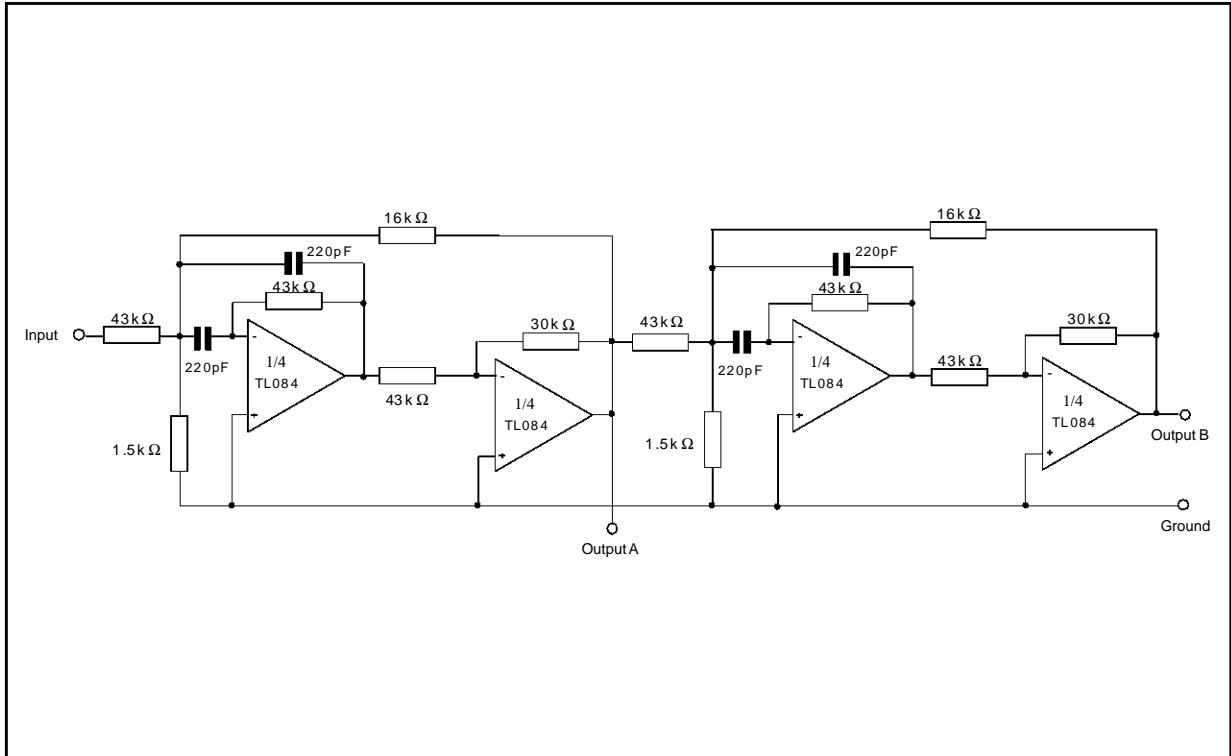 16kΩ
16kΩ
220pF
220pF
43kΩ
43kΩ
Input
43kΩ
30kΩ
43kΩ
30kΩ
220pF
1/4
TL084
43kΩ
1/4
TL084
220pF
1/4
TL084
43kΩ
1/4
TL084
1.5kΩ
1.5kΩ
Output B
Ground
Output A
-
+
-
+
-
+
-
+